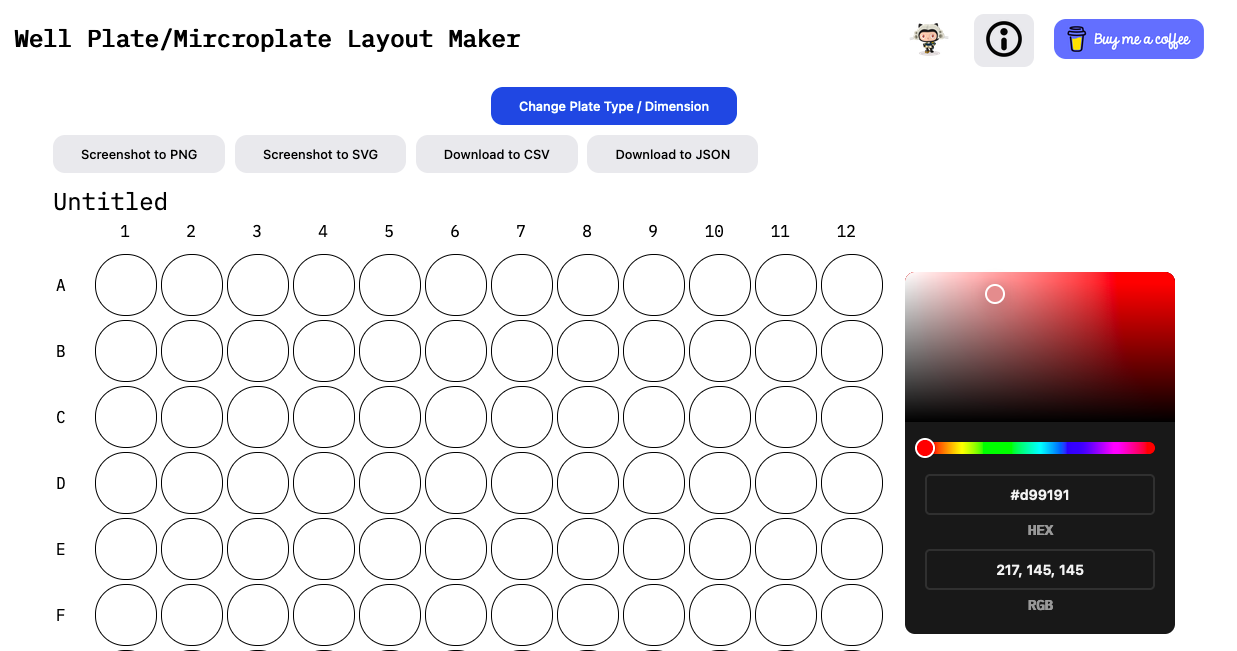 Well Plate/Mircroplate Layout Maker
Buy me a coffee
Change Plate Type / Dimension
Screenshot to PNG
Screenshot to SVG
Download to CSV
Download to JSON
Untitled
1 2 3 4 5 6 7 8 9 10 11 12
A
B
C
D
E
F
#d99191
HEX
217, 145, 145
RGB